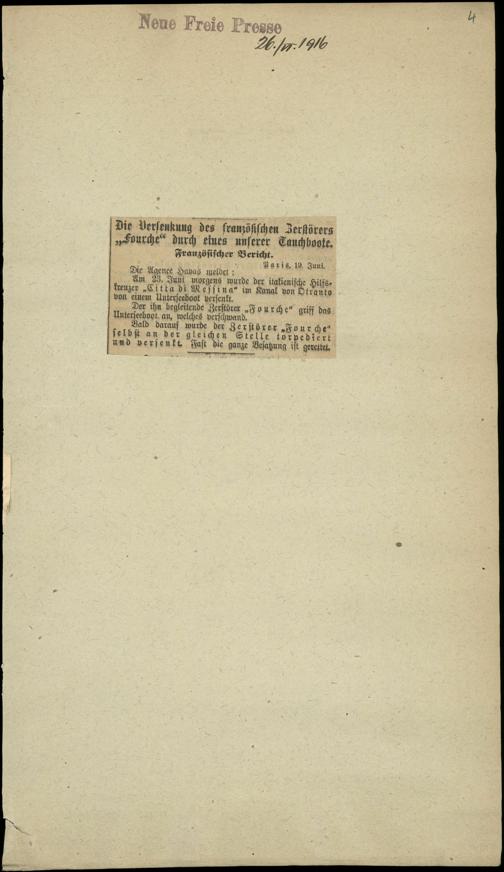 Neue Freie Presse
4
26./VI. 1916
Die Versenkung des französischen Zerstörers
„Fourche“ durch eines unserer Tauchboote.
Französischer Bericht.
Paris, 19. Juni.
Die Agence Havas meldet:
Am 23. Juni morgens wurde der italienische Hilfs-
kreuzer „Citta di Messina“ im Kanal von Otranto
von einem Unterseeboot versenkt.
Der ihn begleitende Zerstörer „Fourche“ griff das
Unterseeboot an, welches verschwand.
Bald darauf wurde der Zerstörer „Fourche“
selbst an der gleichen Stelle torpediert
und versenkt. Fast die ganze Besatzung ist gerettet.